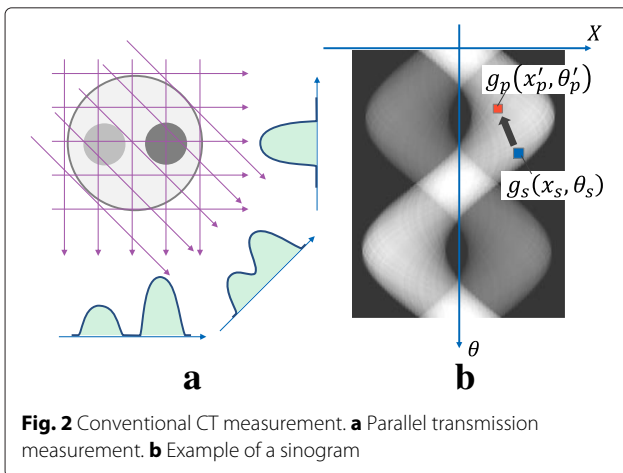 X
g_p(x'_p, θ'_p)
g_s(x_s, θ_s)
θ
a
b
Fig. 2 Conventional CT measurement. a Parallel transmission
measurement. b Example of a sinogram